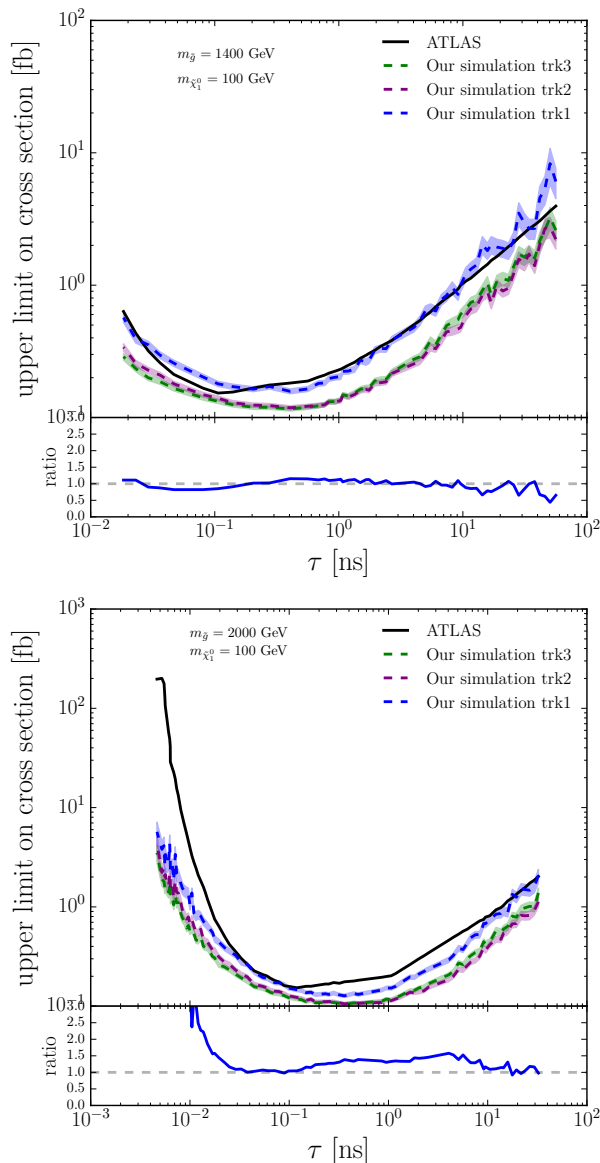 10²
10¹
10⁰
10⁻¹
upper limit on cross section [fb]
m_g̃ = 1400 GeV
m_χ̃₁⁰ = 100 GeV
ATLAS
Our simulation trk3
Our simulation trk2
Our simulation trk1
3.0
2.5
2.0
1.5
1.0
0.5
0.0
ratio
10⁻² 10⁻¹ 10⁰ 10¹ 10²
τ [ns]
10³
10²
10¹
10⁰
10⁻¹
upper limit on cross section [fb]
m_g̃ = 2000 GeV
m_χ̃₁⁰ = 100 GeV
ATLAS
Our simulation trk3
Our simulation trk2
Our simulation trk1
3.0
2.5
2.0
1.5
1.0
0.5
0.0
ratio
10⁻³ 10⁻² 10⁻¹ 10⁰ 10¹ 10²
τ [ns]